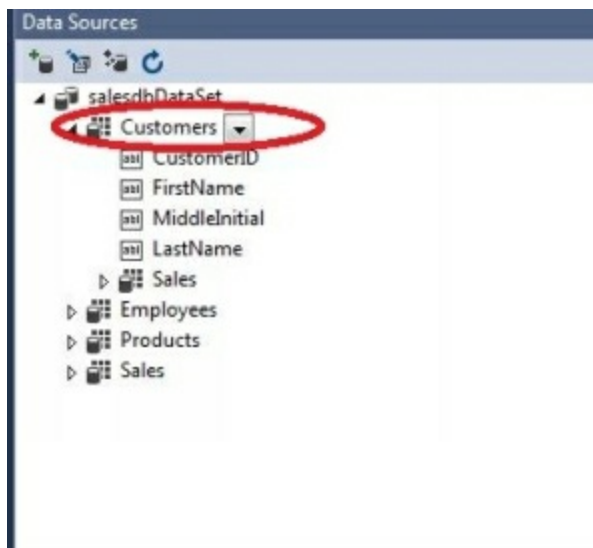 Data Sources
salesdbDataSet
Customers
CustomerID
FirstName
MiddleInitial
LastName
Sales
Employees
Products
Sales